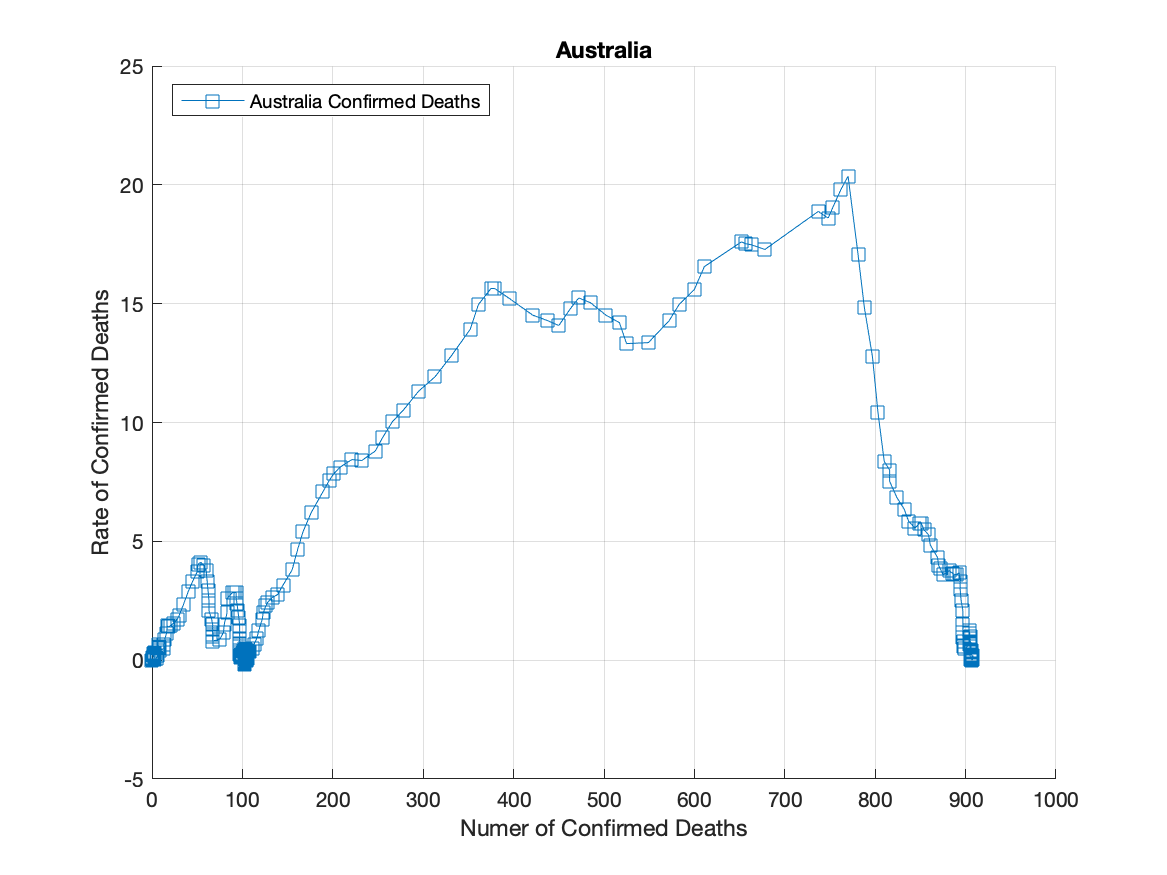 Australia
Australia Confirmed Deaths
25
20
15
10
5
0
-5
Rate of Confirmed Deaths
0 100 200 300 400 500 600 700 800 900 1000
Numer of Confirmed Deaths